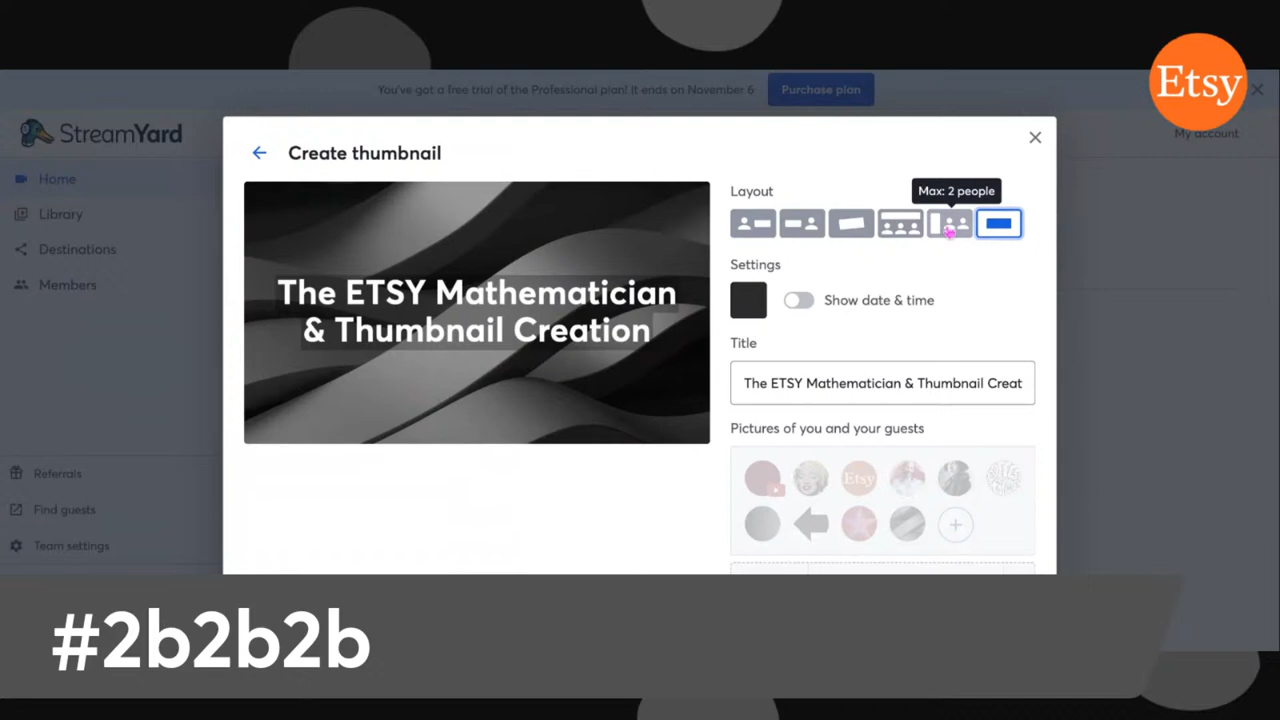 Etsy
You've got a free trial of the Professional plan! It ends on November 6
Purchase plan
StreamYard
My account
Home
Library
Destinations
Members
Referrals
Find guests
Team settings
Create thumbnail
The ETSY Mathematician
& Thumbnail Creation
Layout
Max: 2 people
Settings
Show date & time
Title
The ETSY Mathematician & Thumbnail Creat
Pictures of you and your guests
Etsy
#2b2b2b